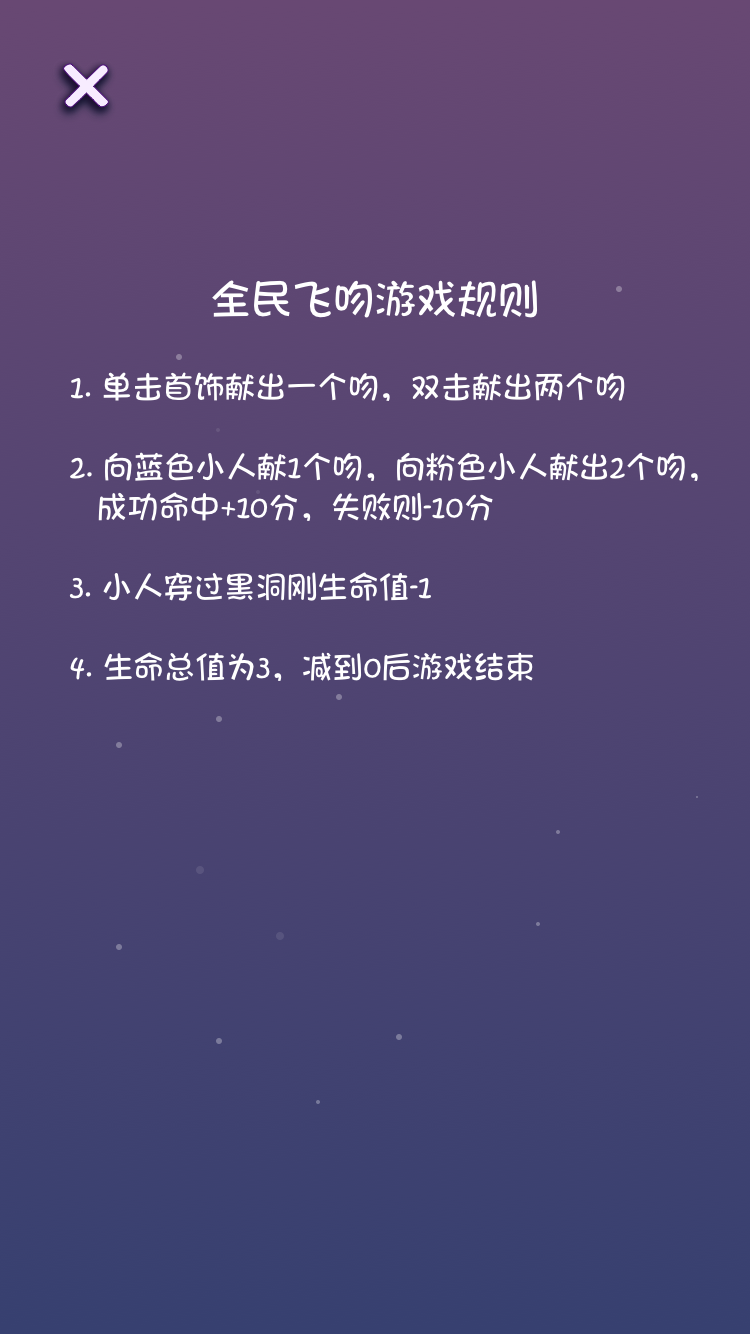 全民飞吻游戏规则
1. 单击首饰献出一个吻，双击献出两个吻
2. 向蓝色小人献1个吻，向粉色小人献出2个吻，
成功命中+10分，失败则-10分
3. 小人穿过黑洞刚生命值-1
4. 生命总值为3，减到0后游戏结束